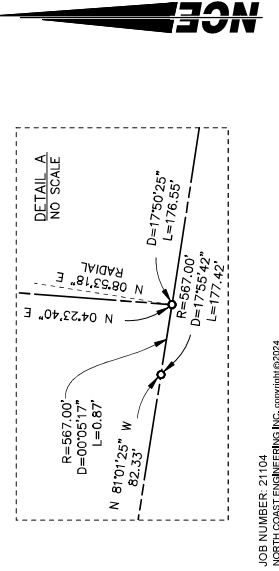 NCE
DETAIL A
NO SCALE
N 04°23'40" E
N 08°53'18" E
RADIAL
D=17°50'25"
L=176.55'
R=567.00'
D=17°55'42"
L=177.42'
R=567.00'
D=00°05'17"
L=0.87'
N 81°01'25" W
82.33'
JOB NUMBER: 21104
NORTH COAST ENGINEERING INC. copyright©2024